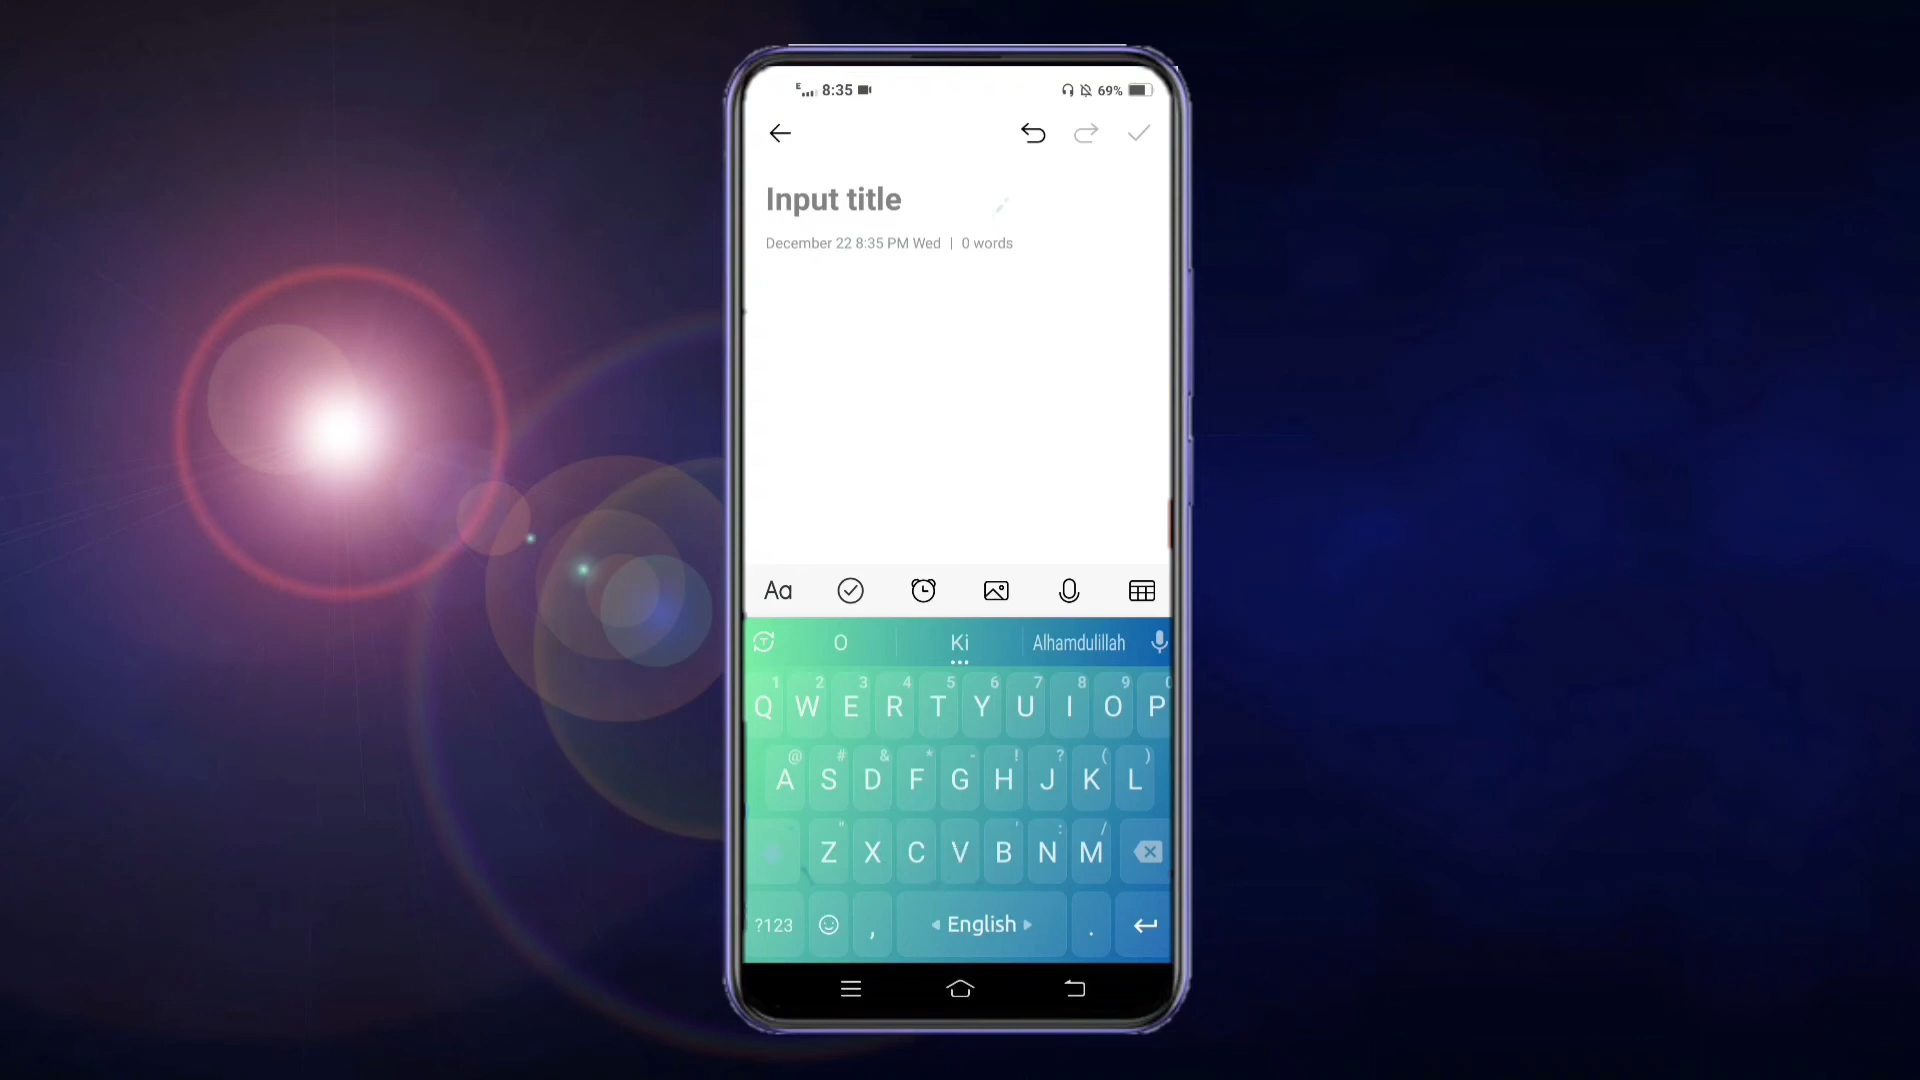 E 8:35 69%
Input title
December 22 8:35 PM Wed | 0 words
Aa
O Ki Alhamdulillah
1 2 3 4 5 6 7 8 9 0
Q W E R T Y U I O P
@ # & * - ! ? ( )
A S D F G H J K L
" ' : /
Z X C V B N M
?123 , English .